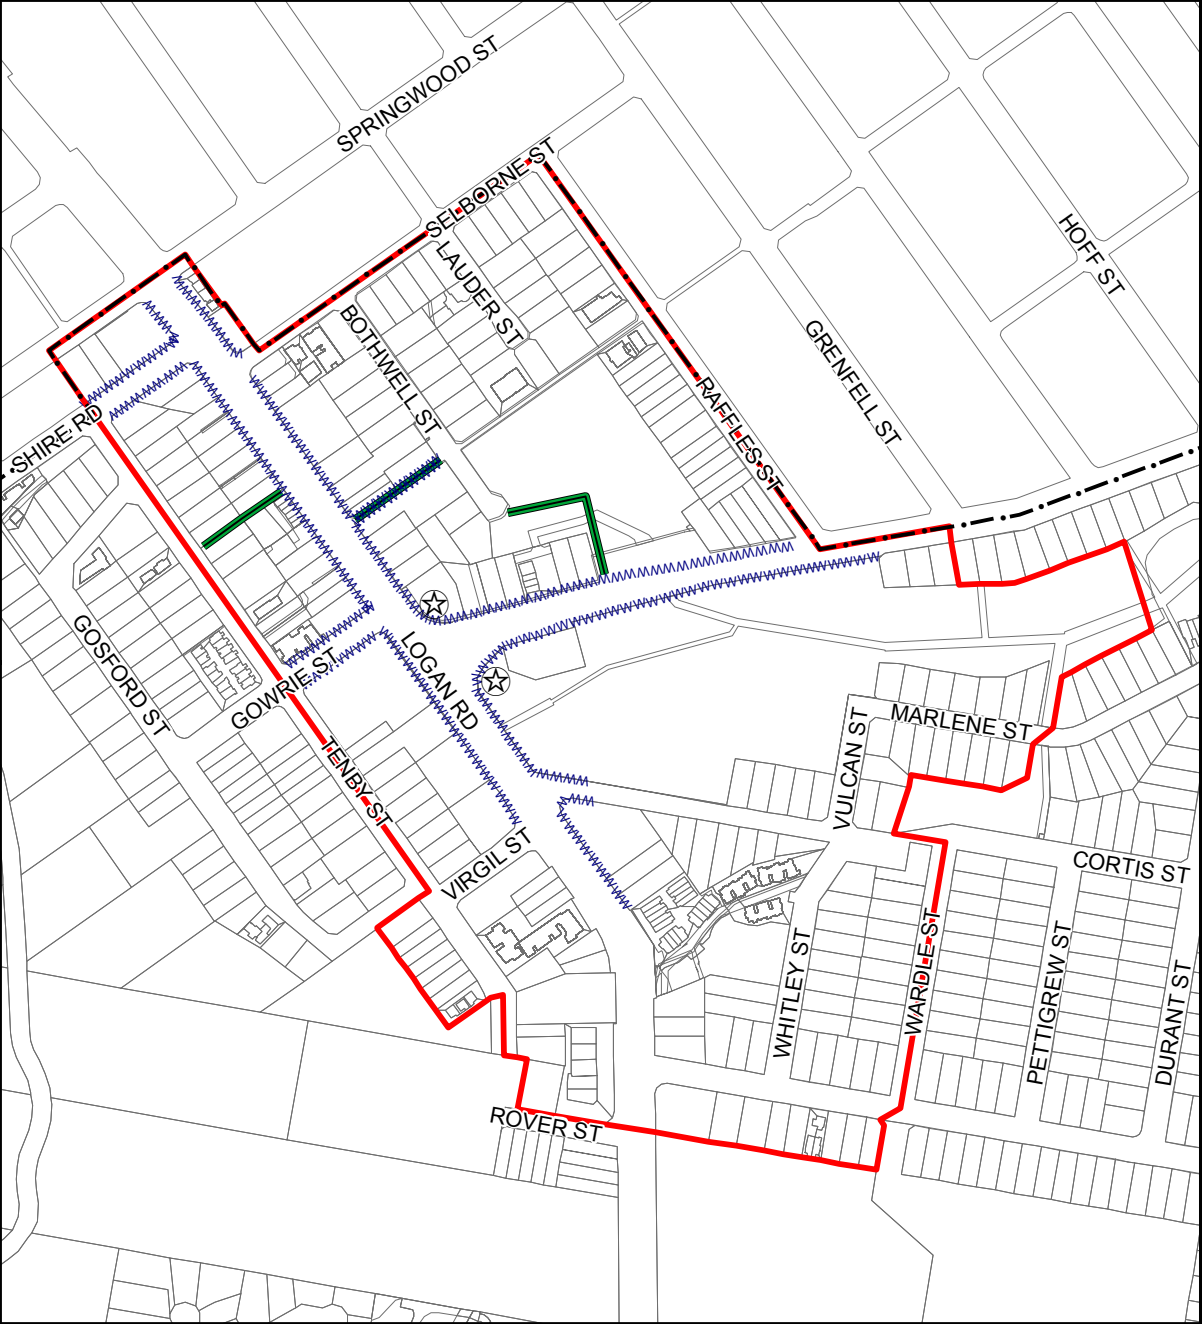 SPRINGWOOD ST
SELBORNE ST
HOFF ST
LAUDER ST
BOTHWELL ST
GRENFELL ST
RAFFLES ST
SHIRE RD
GOSFORD ST
LOGAN RD
GOWRIE ST
MARLENE ST
VULCAN ST
TENBY ST
VIRGIL ST
CORTIS ST
WHITLEY ST
WARDLE ST
PETTIGREW ST
DURANT ST
ROVER ST